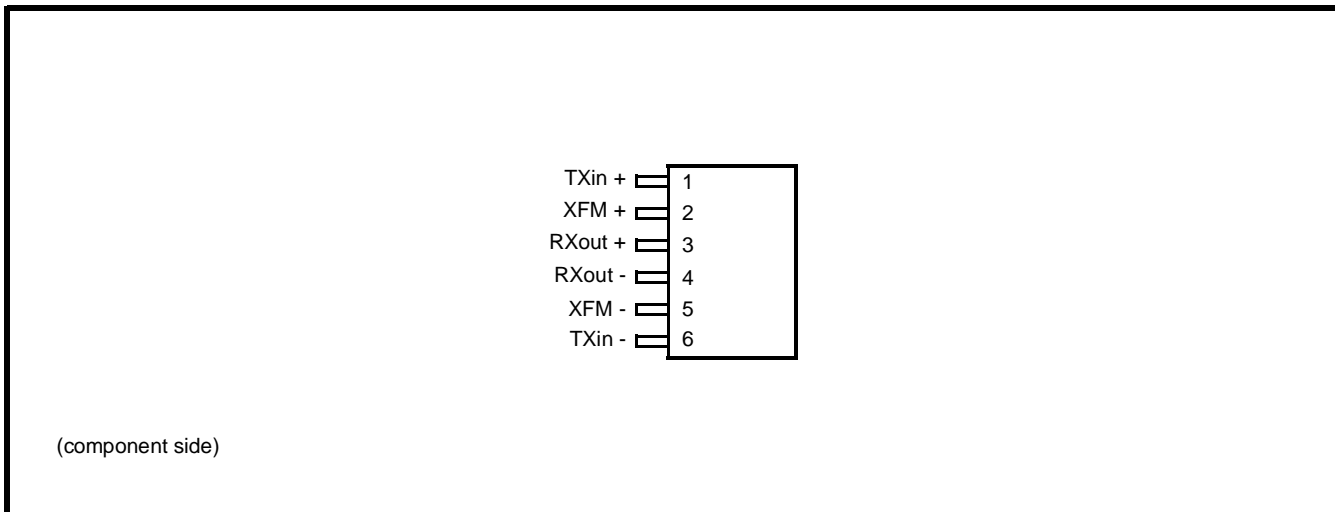 TXin + 1
XFM + 2
RXout + 3
RXout - 4
XFM - 5
TXin - 6
(component side)